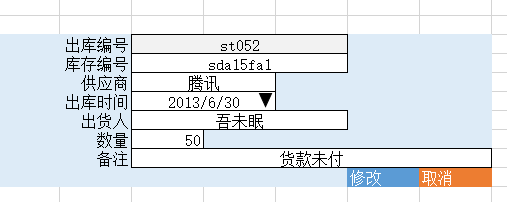 出库编号 st052
库存编号 sda15fa1
供应商 腾讯
出库时间 2013/6/30
出货人 吾未眠
数量 50
备注 货款未付
修改 取消